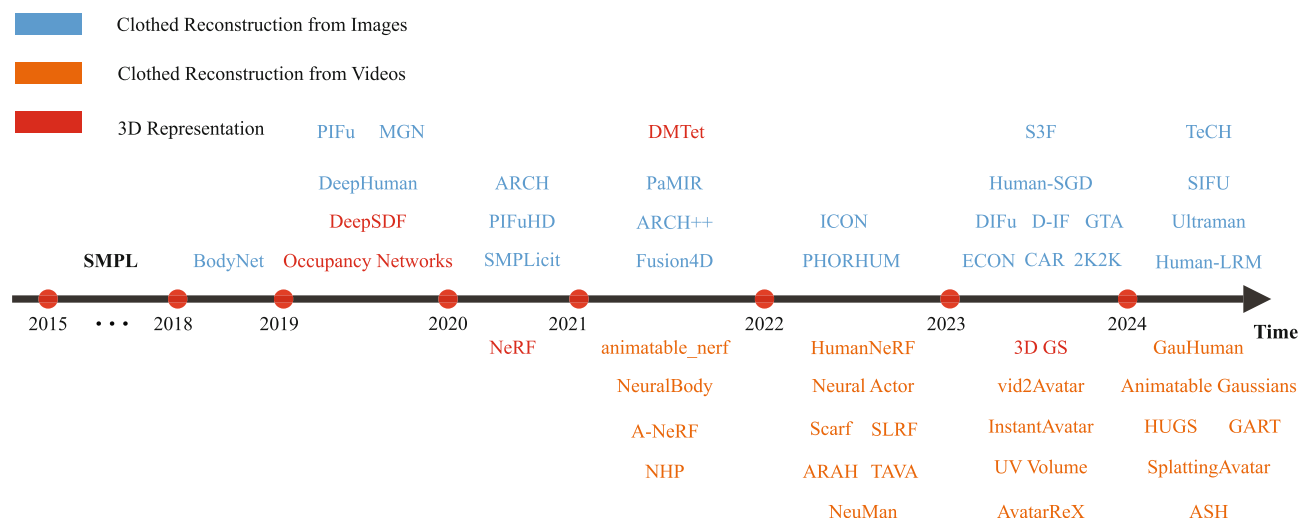 Clothed Reconstruction from Images
Clothed Reconstruction from Videos
3D Representation
PIFu MGN DMTet S3F TeCH
DeepHuman ARCH PaMIR Human-SGD SIFU
DeepSDF PIFuHD ARCH++ ICON DIFu D-IF GTA Ultraman
SMPL BodyNet Occupancy Networks SMPLicit Fusion4D PHORHUM ECON CAR 2K2K Human-LRM
2015 ••• 2018 2019 2020 2021 2022 2023 2024 Time
NeRF animatable_nerf HumanNeRF 3D GS GauHuman
NeuralBody Neural Actor vid2Avatar Animatable Gaussians
A-NeRF Scarf SLRF InstantAvatar HUGS GART
NHP ARAH TAVA UV Volume SplattingAvatar
NeuMan AvatarReX ASH